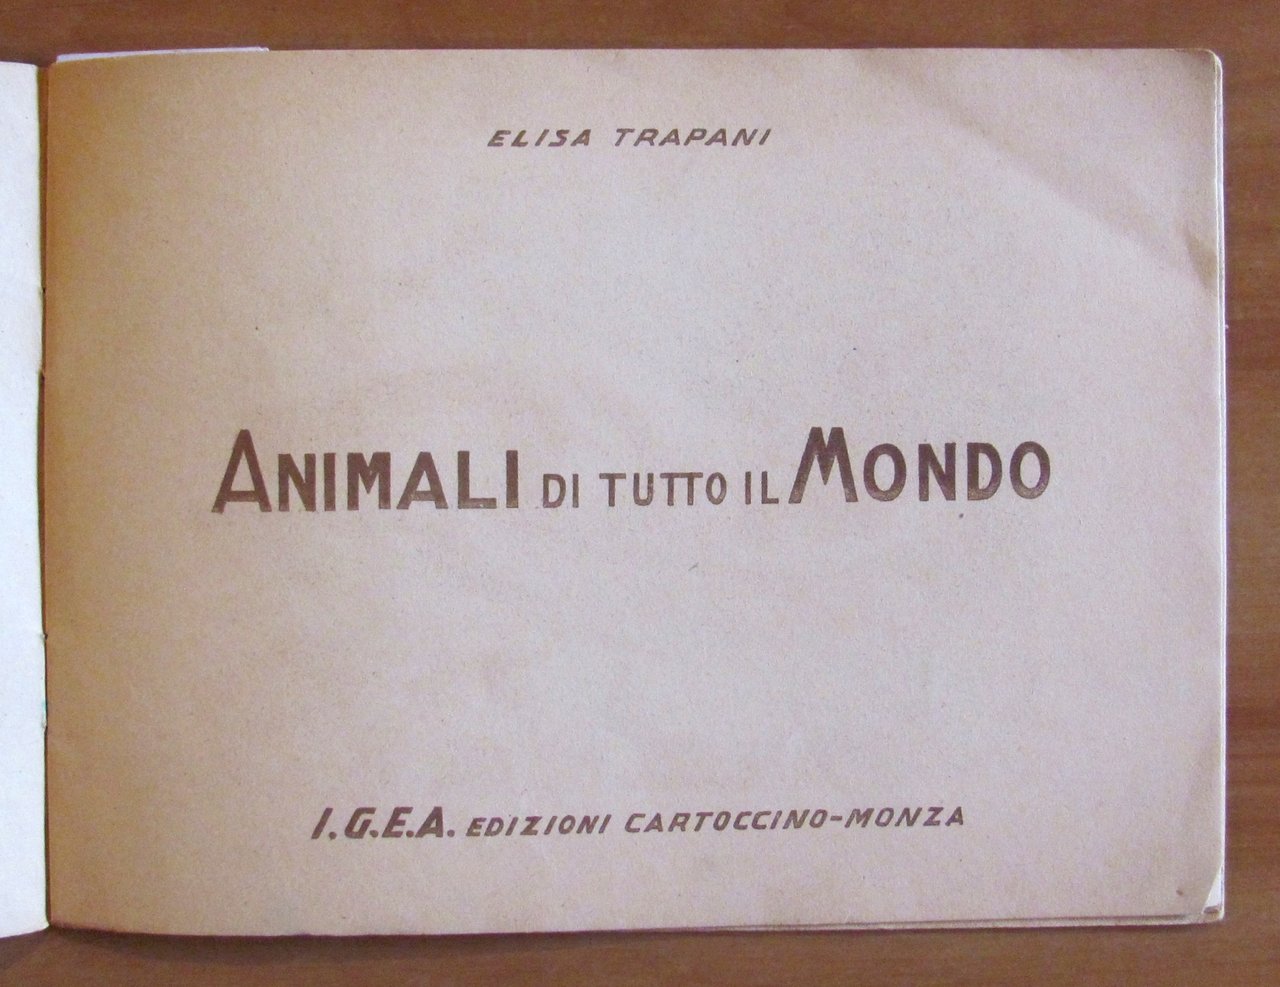 ELISA TRAPANI
ANIMALI DI TUTTO IL MONDO
I.G.E.A. EDIZIONI CARTOCCINO-MONZA